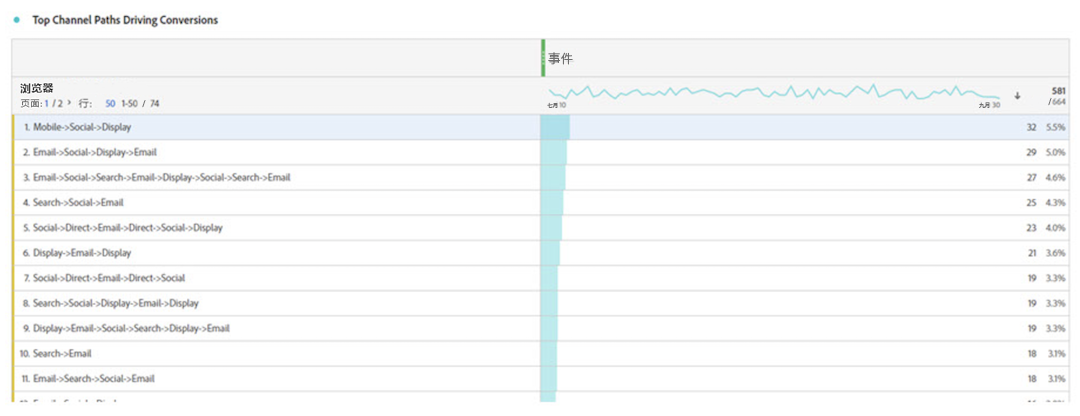 Top Channel Paths Driving Conversions
事件
浏览器
页面: 1 / 2 > 行: 50 1-50 / 74
七月 10
九月 30
↓ 581
/664
1. Mobile->Social->Display 32 5.5%
2. Email->Social->Display->Email 29 5.0%
3. Email->Social->Search->Email->Display->Social->Search->Email 27 4.6%
4. Search->Social->Email 25 4.3%
5. Social->Direct->Email->Direct->Social->Display 23 4.0%
6. Display->Email->Display 21 3.6%
7. Social->Direct->Email->Direct->Social 19 3.3%
8. Search->Social->Display->Email->Display 19 3.3%
9. Display->Email->Social->Search->Display->Email 19 3.3%
10. Search->Email 18 3.1%
11. Email->Search->Social->Email 18 3.1%